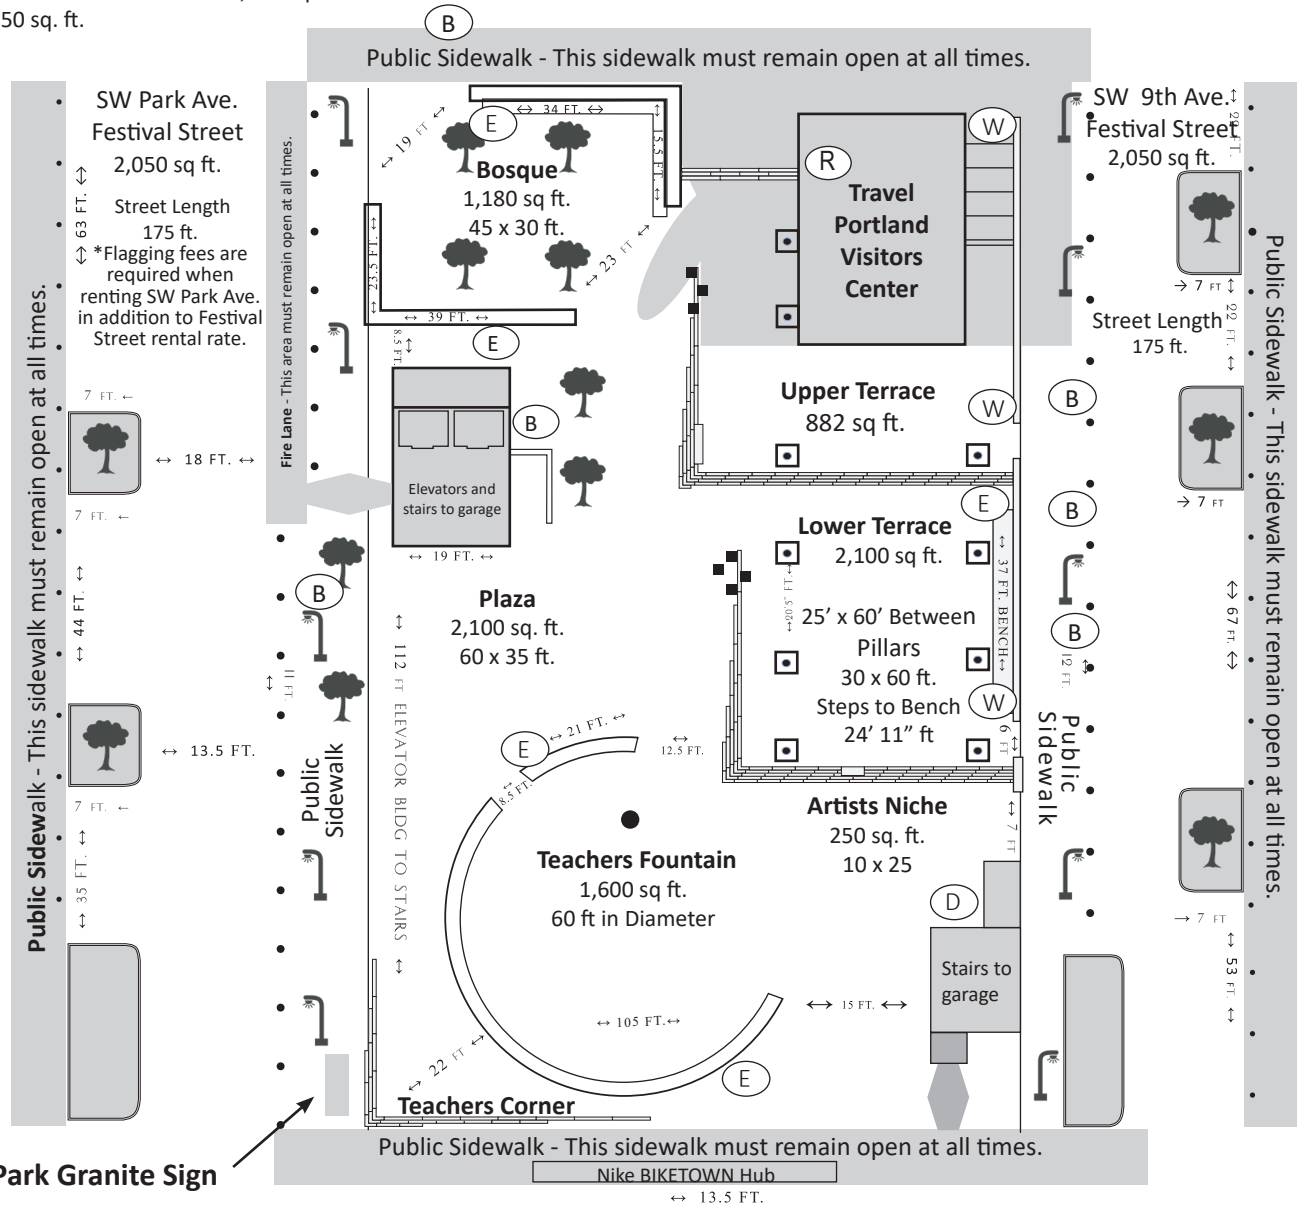 50 sq. ft.
B
Public Sidewalk - This sidewalk must remain open at all times.
SW Park Ave.
Festival Street
2,050 sq ft.
Street Length
175 ft.
*Flagging fees are
required when
renting SW Park Ave.
in addition to Festival
Street rental rate.
63 FT.
Public Sidewalk - This sidewalk must remain open at all times.
Fire Lane - This area must remain open at all times.
7 FT.
18 FT.
7 FT.
44 FT.
13.5 FT.
7 FT.
35 FT.
11 FT.
B
Public
Sidewalk
19 FT
34 FT.
E
15.5 FT.
Bosque
1,180 sq ft.
45 x 30 ft.
23 FT
23.5 FT.
39 FT.
E
8.5 FT.
B
Elevators and
stairs to garage
19 FT.
R
Travel
Portland
Visitors
Center
W
Upper Terrace
882 sq ft.
W
E
Lower Terrace
2,100 sq ft.
20.5" FT.
25' x 60' Between
Pillars
30 x 60 ft.
Steps to Bench
24' 11" ft
37 FT. BENCH
W
6 FT
Plaza
2,100 sq. ft.
60 x 35 ft.
112 FT ELEVATOR BLDG TO STAIRS
E
21 FT.
12.5 FT.
8.5 FT.
Teachers Fountain
1,600 sq ft.
60 ft in Diameter
105 FT.
22 FT
E
Teachers Corner
Artists Niche
250 sq. ft.
10 x 25
7 FT
D
Stairs to
garage
15 FT.
SW 9th Ave.
Festival Street
2,050 sq ft.
7 FT
22 FT.
Street Length
175 ft.
B
7 FT
B
67 FT.
B
12 FT.
Public
Sidewalk
7 FT
53 FT.
Public Sidewalk - This sidewalk must remain open at all times.
Public Sidewalk - This sidewalk must remain open at all times.
Nike BIKETOWN Hub
13.5 FT.
Park Granite Sign